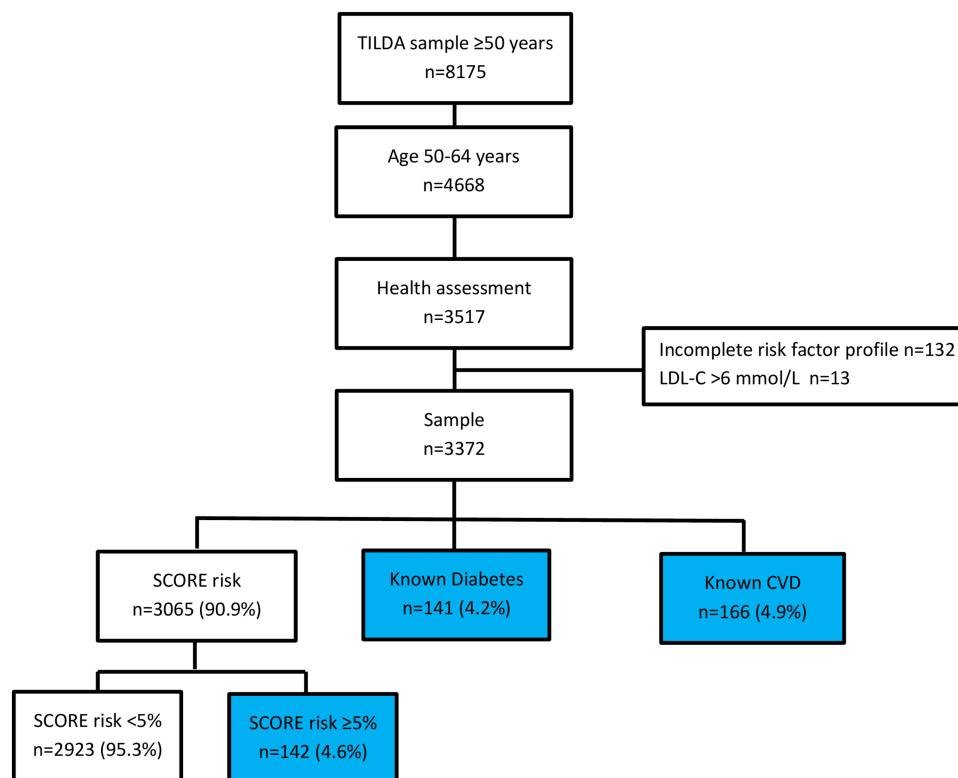 TILDA sample ≥50 years
n=8175
Age 50-64 years
n=4668
Health assessment
n=3517
Incomplete risk factor profile n=132
LDL-C >6 mmol/L  n=13
Sample
n=3372
SCORE risk
n=3065 (90.9%)
Known Diabetes
n=141 (4.2%)
Known CVD
n=166 (4.9%)
SCORE risk <5%
n=2923 (95.3%)
SCORE risk ≥5%
n=142 (4.6%)